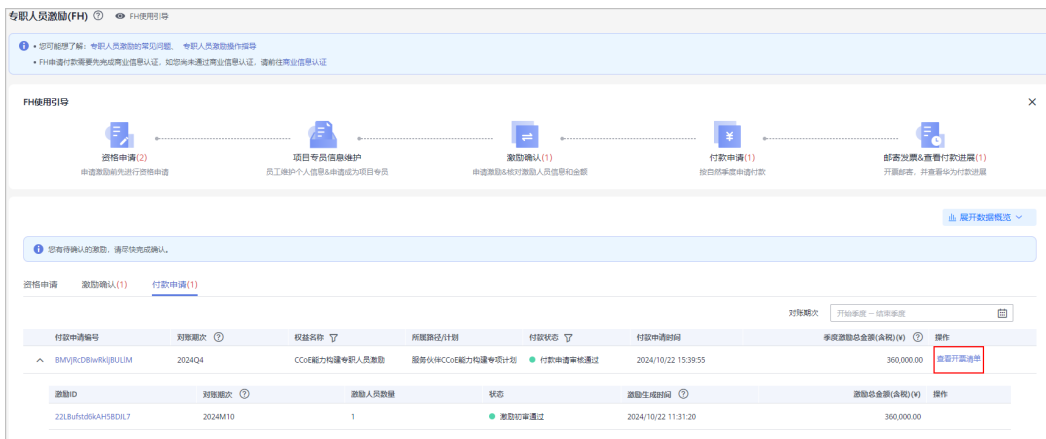 专职人员激励(FH) ? FH使用引导
• 您可能想了解：专职人员激励的常见问题、 专职人员激励操作指导
• FH申请付款需要先完成商业信息认证，如您尚未通过商业信息认证，请前往商业信息认证
FH使用引导
资格申请(2) 项目专员信息维护 激励确认(1) 付款申请(1) 邮寄发票&查看付款进展(1)
申请激励前先进行资格申请 员工维护个人信息&申请成为项目专员 申请激励&核对激励人员信息和金额 按自然季度申请付款 开票邮寄，并查看华为付款进展
展开数据概览
您有待确认的激励，请尽快完成确认。
资格申请 激励确认(1) 付款申请(1)
对账期次 开始季度 – 结束季度
付款申请编号 对账期次 ? 权益名称 所属路径/计划 付款状态 付款申请时间 季度激励总金额(含税)(¥) ? 操作
BMVjRcDBiwRkljBULIM 2024Q4 CCoE能力构建专职人员激励 服务伙伴CCoE能力构建专项计划 付款申请审核通过 2024/10/22 15:39:55 360,000.00 查看开票清单
激励ID 对账期次 ? 激励人员数量 状态 激励生成时间 ? 激励总金额(含税)(¥) 操作
22LBufstd6kAH5BDJL7 2024M10 1 激励初审通过 2024/10/22 11:31:20 360,000.00